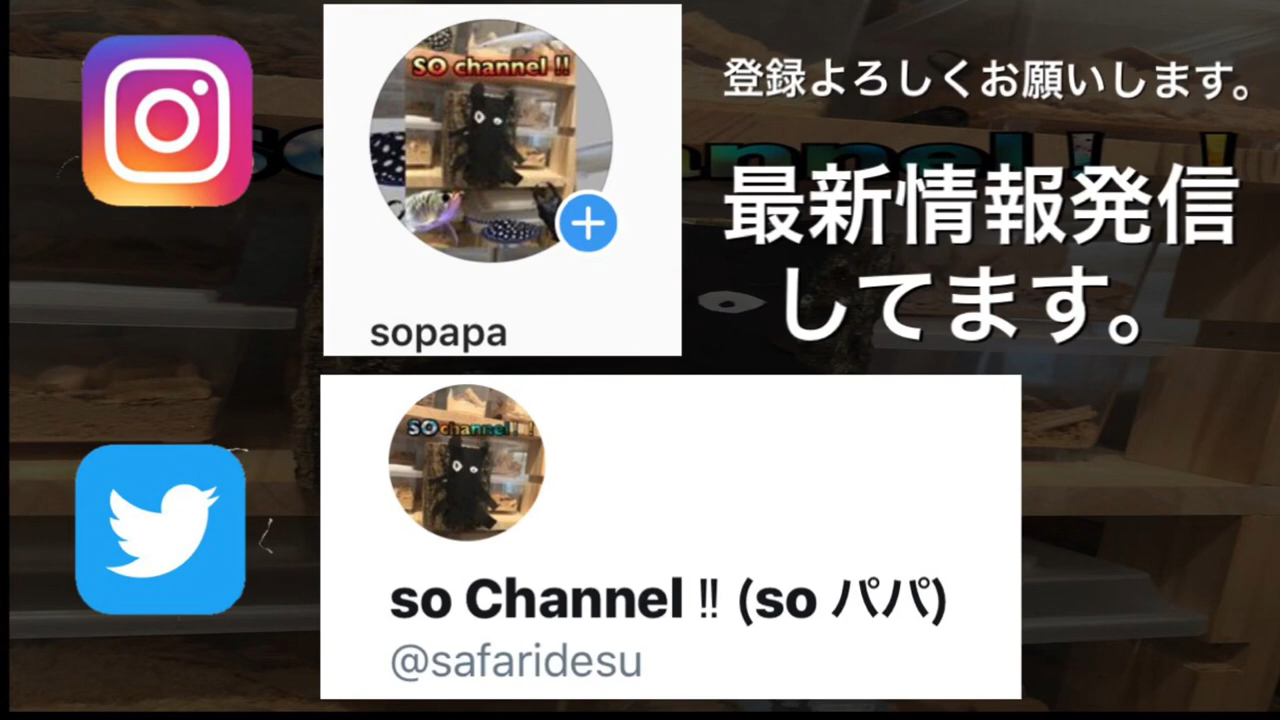 SO channel !!
sopapa
登録よろしくお願いします。
最新情報発信
してます。
SO channel !!
so Channel ‼ (so パパ)
@safaridesu